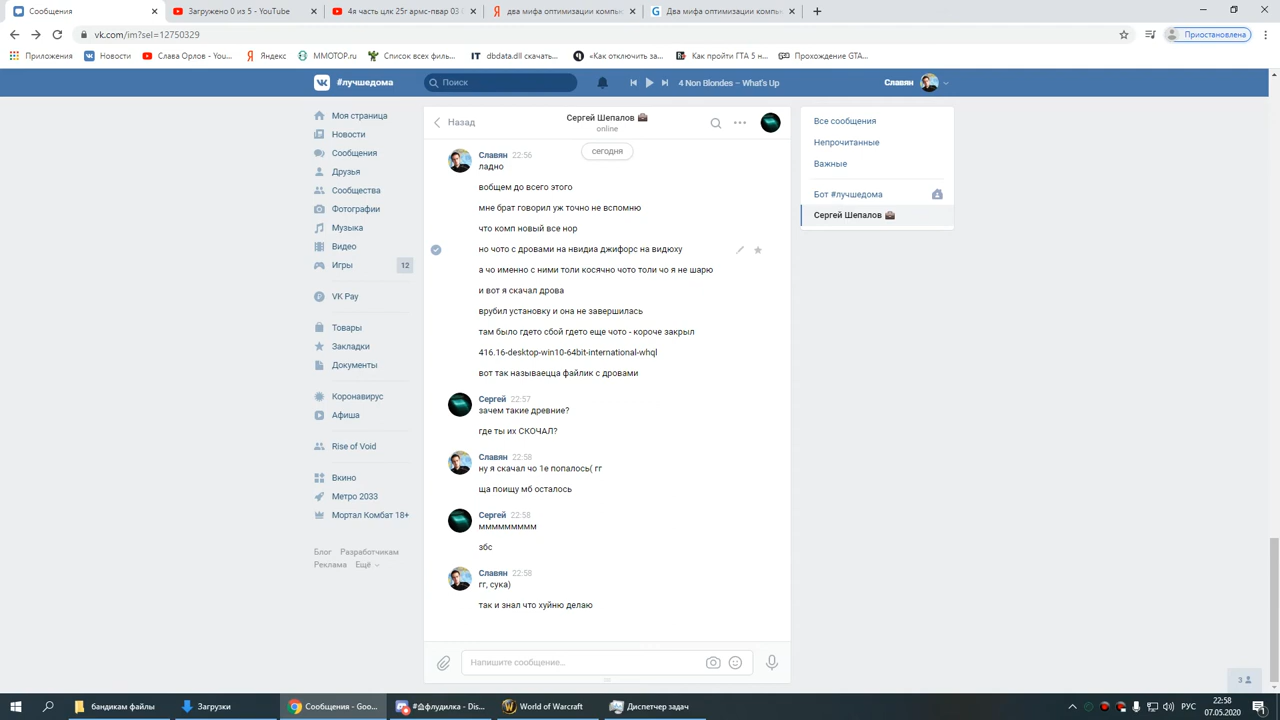 Сообщения
Загружено 0 из 5 - YouTube
4я часть цлк 25г армс-пвар 03 С
два мифа оптимизации компь
Два мифа оптимизации компь
vk.com/im?sel=12750329
Приостановлена
Приложения
Новости
Слава Орлов - You...
Яндекс
MMOTOP.ru
Список всех фильм...
dbdata.dll скачать...
«Как отключить за...
Как пройти ГТА 5 н...
Прохождение GTA...
#лучшедома
Поиск
4 Non Blondes – What's Up
Славян
Моя страница
Новости
Сообщения
Друзья
Сообщества
Фотографии
Музыка
Видео
Игры
12
VK Pay
Товары
Закладки
Документы
Коронавирус
Афиша
Rise of Void
Вкино
Метро 2033
Мортал Комбат 18+
Блог Разработчикам
Реклама Ещё
Назад
Сергей Шепалов
online
сегодня
Славян 22:56
ладно
вобщем до всего этого
мне брат говорил уж точно не вспомню
что комп новый все нор
но чото с дровами на нвидиа джифорс на видюху
а чо именно с ними толи косячно чото толи чо я не шарю
и вот я скачал дрова
врубил установку и она не завершилась
там было гдето сбой гдето еще чото - короче закрыл
416.16-desktop-win10-64bit-international-whql
вот так называецца файлик с дровами
Сергей 22:57
зачем такие древние?
где ты их СКОЧАЛ?
Славян 22:58
ну я скачал чо 1е попалось( гг
ща поищу мб осталось
Сергей 22:58
ммммммммм
збс
Славян 22:58
гг, сука)
так и знал что хуйню делаю
Напишите сообщение...
Все сообщения
Непрочитанные
Важные
Бот #лучшедома
Сергей Шепалов
3
бандикам файлы
Загрузки
Сообщения - Goo...
#флудилка - Dis...
World of Warcraft
Диспетчер задач
РУС
22:58
07.05.2020
1